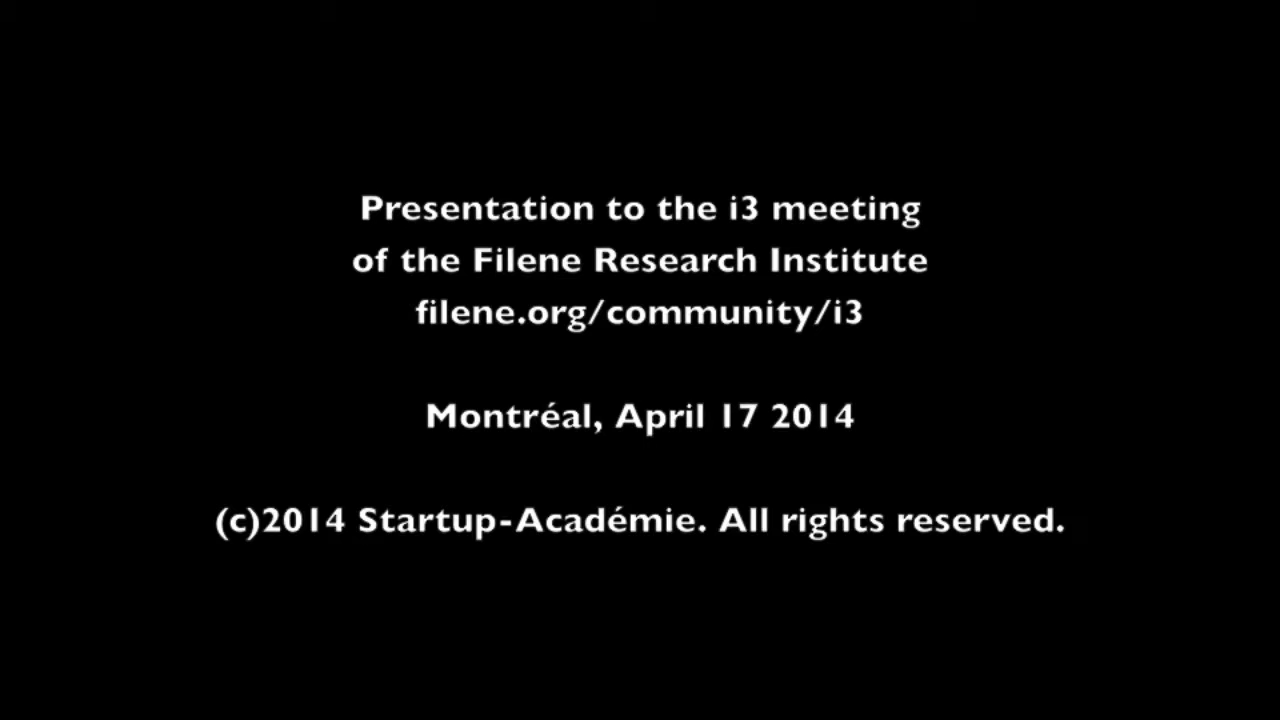 Presentation to the i3 meeting
of the Filene Research Institute
filene.org/community/i3
Montréal, April 17 2014
(c)2014 Startup-Académie. All rights reserved.